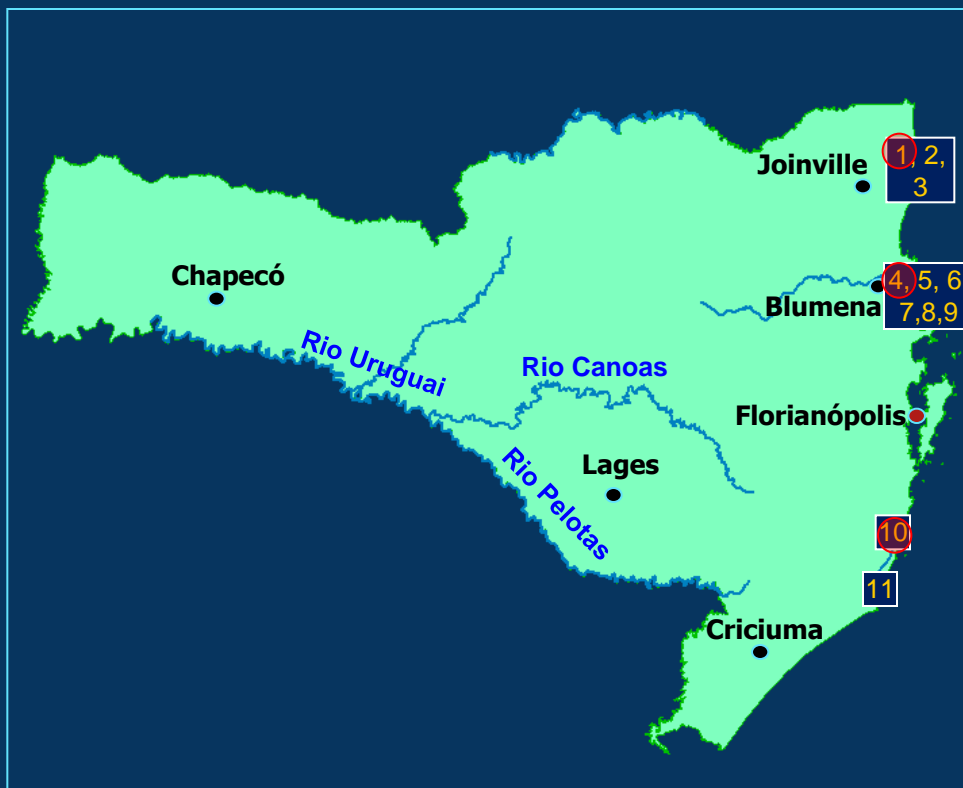 Joinville
1, 2,
3
Chapecó
Blumena
4, 5, 6
7,8,9
Rio Uruguai
Rio Canoas
Florianópolis
Lages
Rio Pelotas
10
11
Criciuma